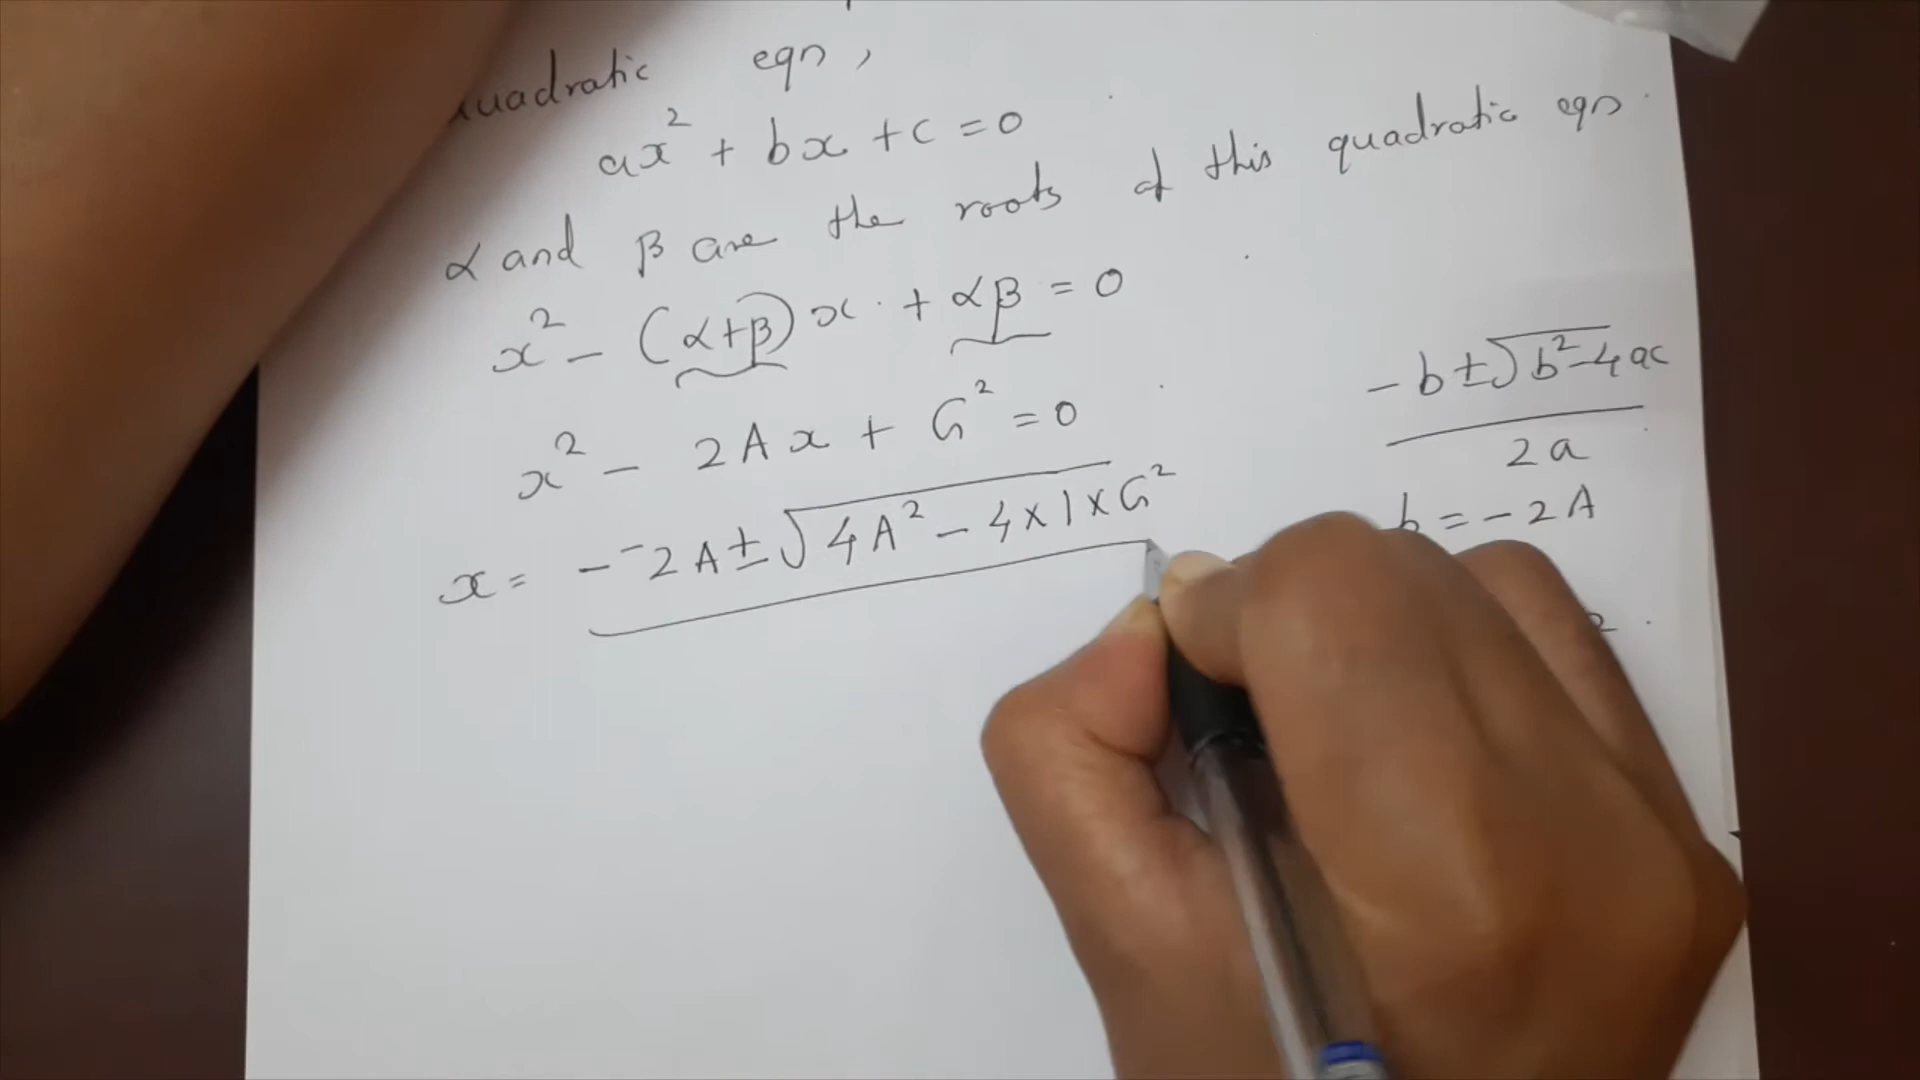 eqn,
ax² + bx + c = 0
α and β are the roots of this quadratic eqn.
x² - (α+β)x + αβ = 0
x² - 2Ax + G² = 0
x = - -2A ± √4A² - 4×1×G²
-b ± √b² - 4ac
2a
b = -2A